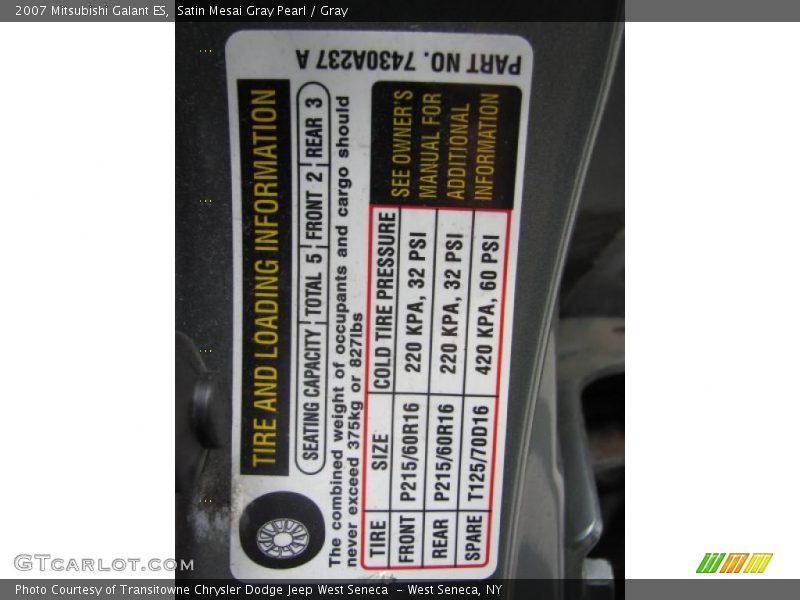 2007 Mitsubishi Galant ES, Satin Mesai Gray Pearl / Gray
PART NO. 7430A237 A
TIRE AND LOADING INFORMATION
SEATING CAPACITY TOTAL 5 FRONT 2 REAR 3
The combined weight of occupants and cargo should
never exceed 375kg or 827lbs
TIRE SIZE COLD TIRE PRESSURE
FRONT P215/60R16 220 KPA, 32 PSI
REAR P215/60R16 220 KPA, 32 PSI
SPARE T125/70D16 420 KPA, 60 PSI
SEE OWNER'S
MANUAL FOR
ADDITIONAL
INFORMATION
GTCARLOT.COM
Photo Courtesy of Transitowne Chrysler Dodge Jeep West Seneca - West Seneca, NY